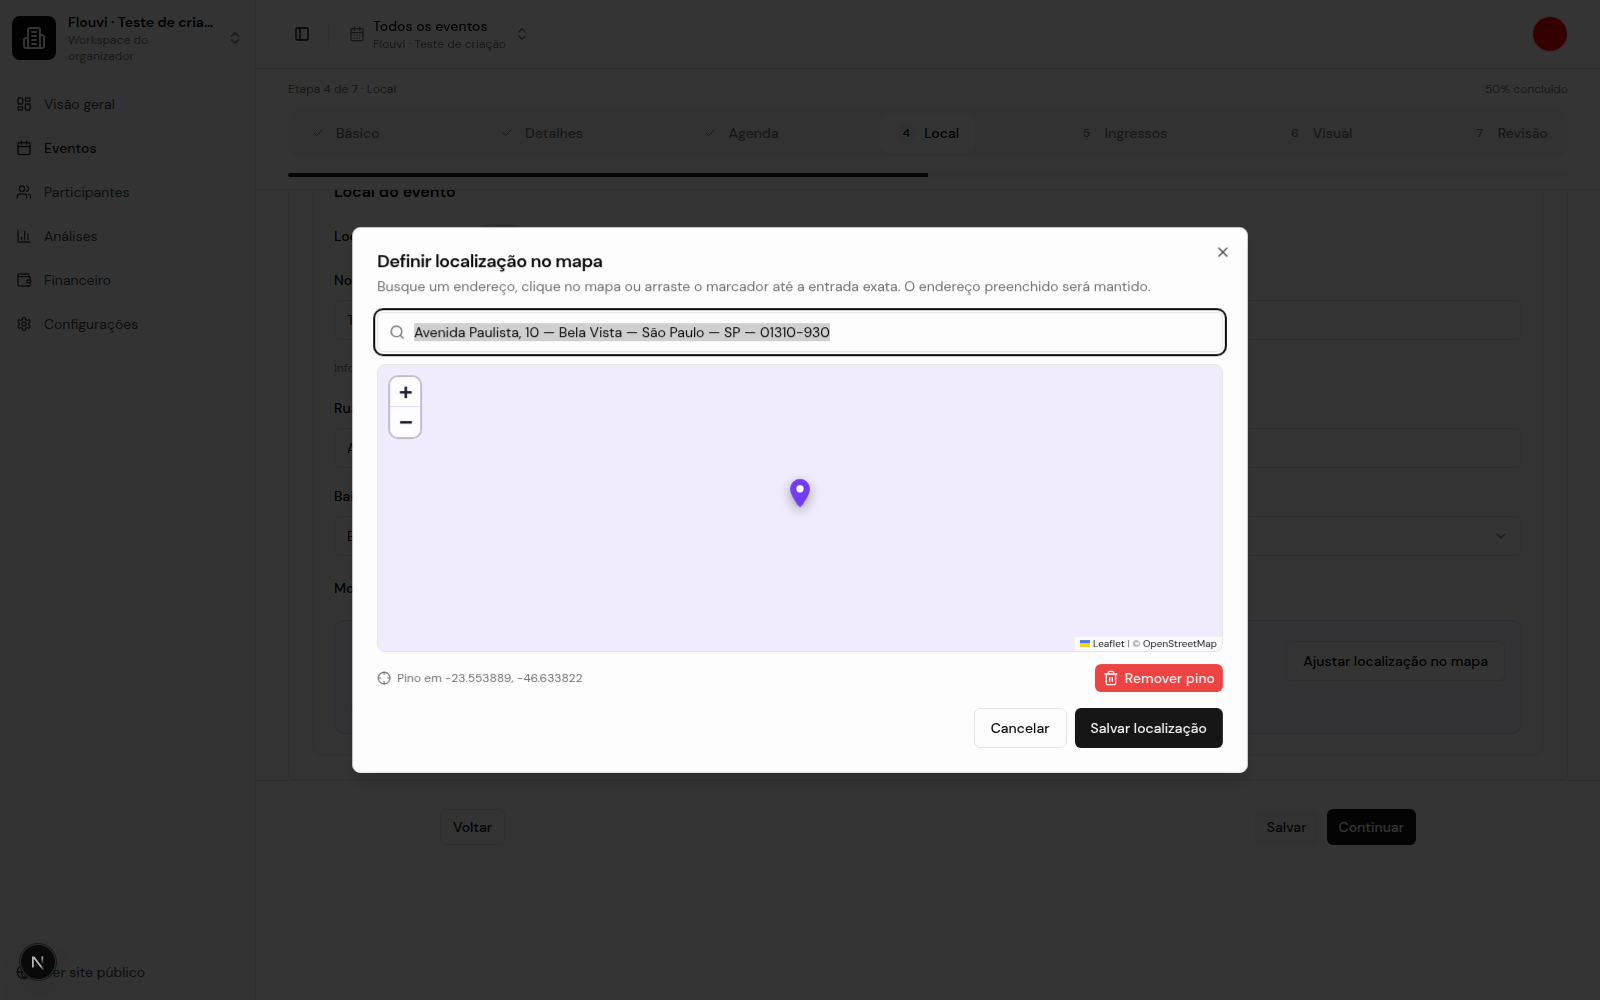 Flouvi · Teste de cria...
Workspace do
organizador
Todos os eventos
Flouvi · Teste de criação
Visão geral
Eventos
Participantes
Análises
Financeiro
Configurações
Etapa 4 de 7 · Local
50% concluído
Básico
Detalhes
Agenda
4 Local
5 Ingressos
6 Visual
7 Revisão
Local do evento
Definir localização no mapa
Busque um endereço, clique no mapa ou arraste o marcador até a entrada exata. O endereço preenchido será mantido.
Avenida Paulista, 10 — Bela Vista — São Paulo — SP — 01310-930
+
−
Leaflet | © OpenStreetMap
Ajustar localização no mapa
Pino em -23.553889, -46.633822
Remover pino
Cancelar
Salvar localização
Voltar
Salvar
Continuar
N
site público